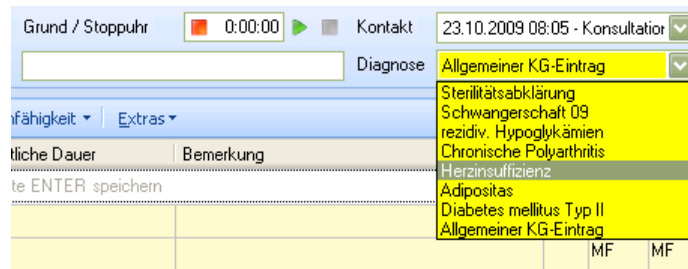 Grund / Stoppuhr 0:00:00 Kontakt 23.10.2009 08:05 - Konsultation
Diagnose Allgemeiner KG-Eintrag
nfähigkeit Extras
tliche Dauer Bemerkung
te ENTER speichern
Sterilitätsabklärung
Schwangerschaft 09
rezidiv. Hypoglykämien
Chronische Polyarthritis
Herzinsuffizienz
Adipositas
Diabetes mellitus Typ II
Allgemeiner KG-Eintrag
MF MF